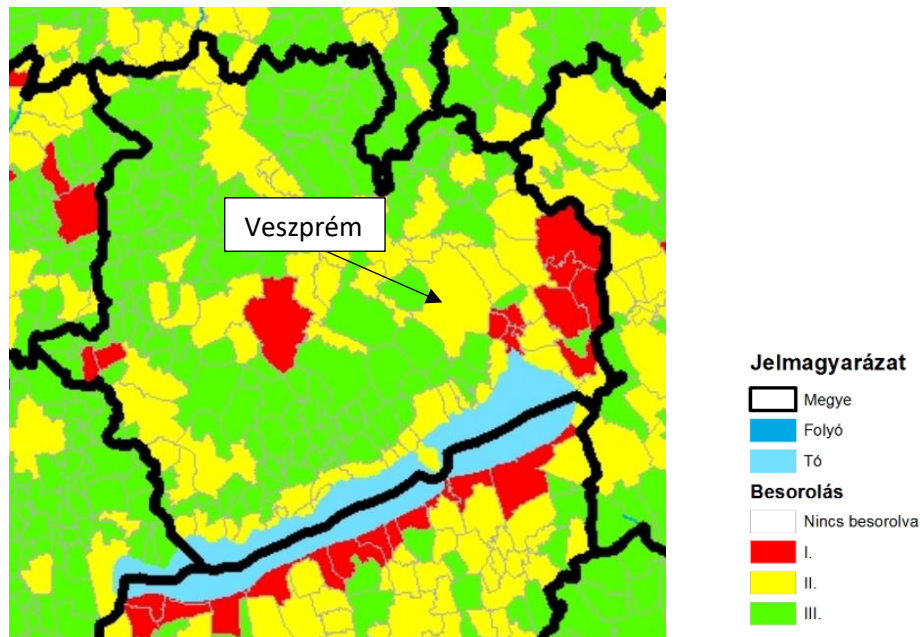 Veszprém
Jelmagyarázat
Megye
Folyó
Tó
Besorolás
Nincs besorolva
I.
II.
III.